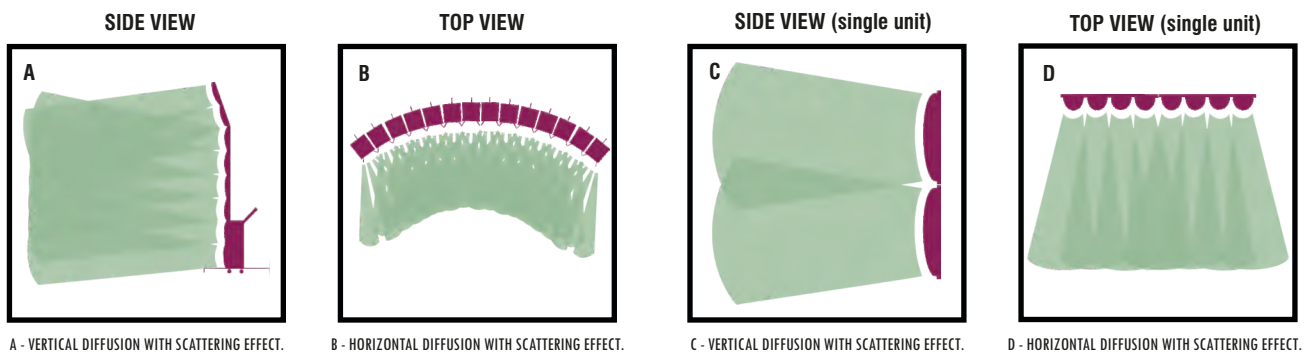 SIDE VIEW
TOP VIEW
SIDE VIEW (single unit)
TOP VIEW (single unit)
A
B
C
D
A - VERTICAL DIFFUSION WITH SCATTERING EFFECT.
B - HORIZONTAL DIFFUSION WITH SCATTERING EFFECT.
C - VERTICAL DIFFUSION WITH SCATTERING EFFECT.
D - HORIZONTAL DIFFUSION WITH SCATTERING EFFECT.